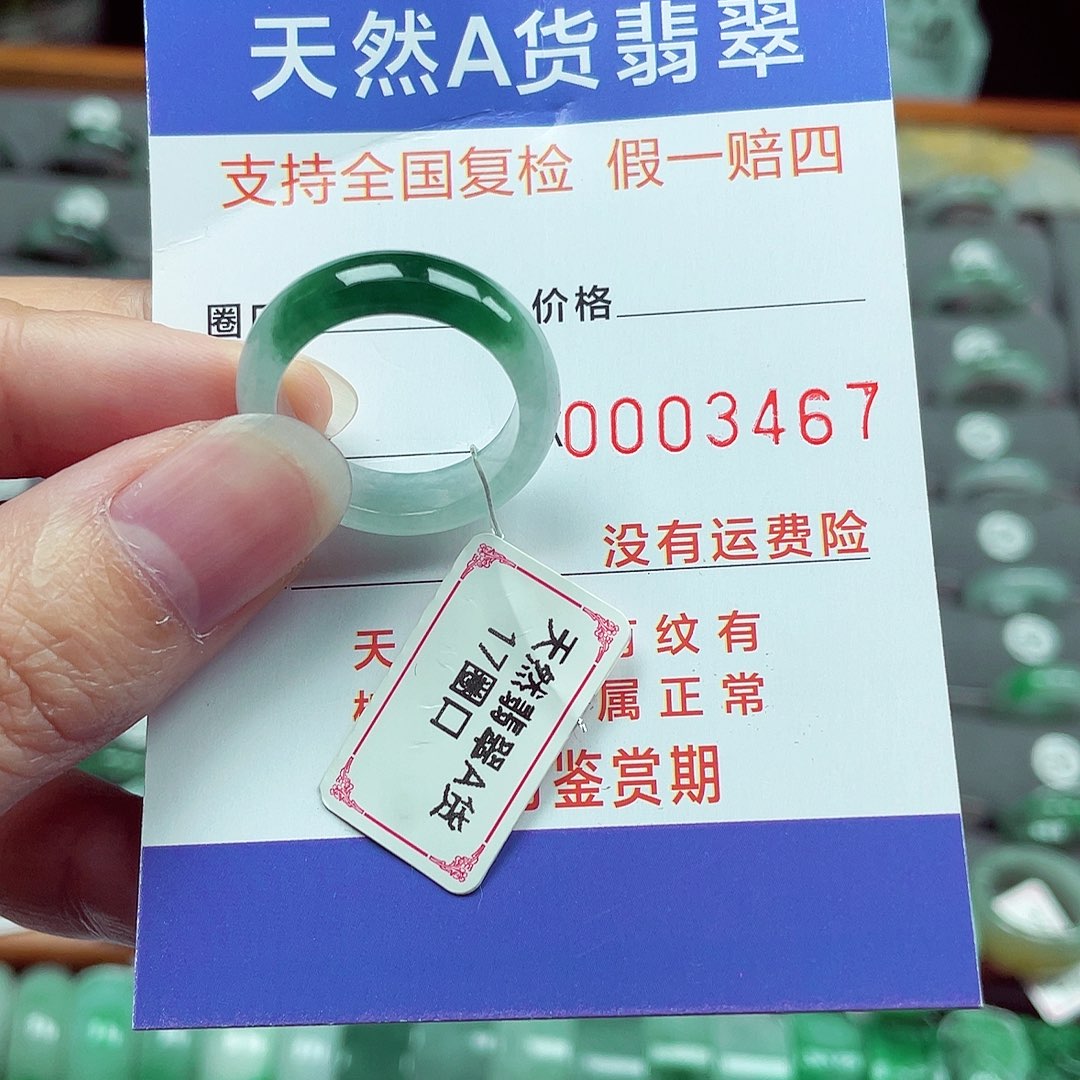 天然A货翡翠
支持全国复检 假一赔四
圈 价格
0003467
没有运费险
天 纹有
属正常
鉴赏期
天然翡翠A货
17圈口